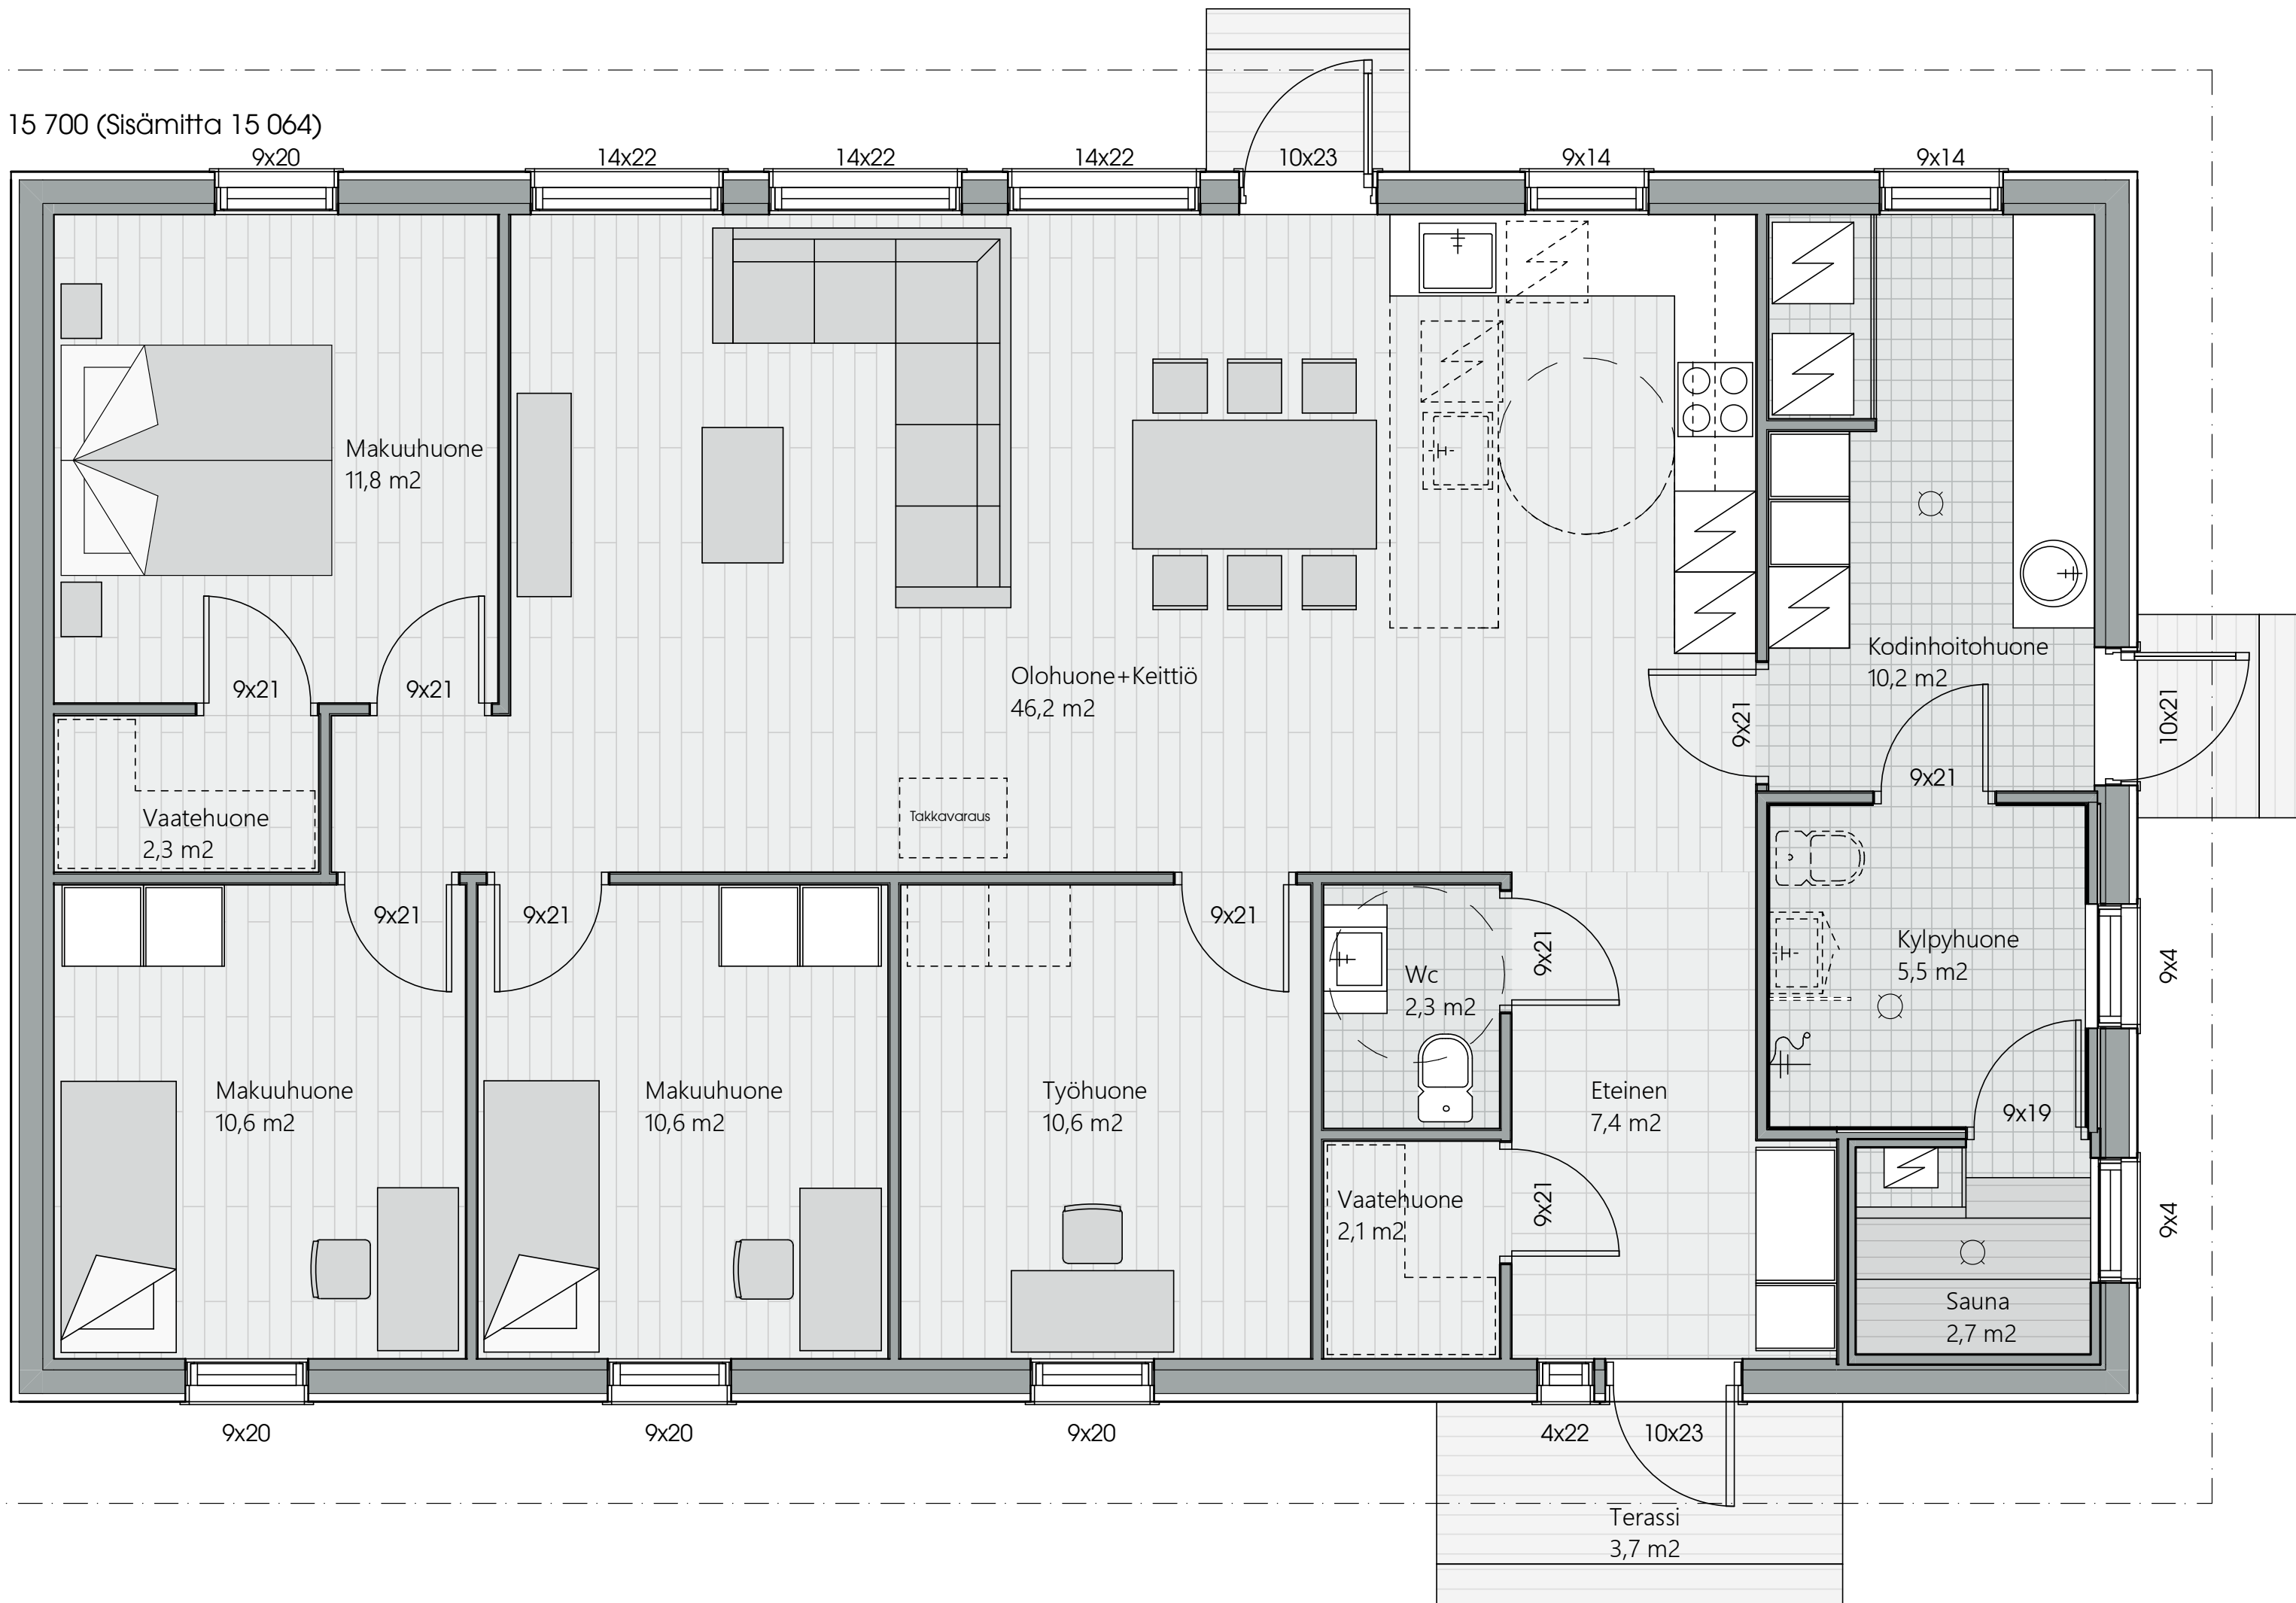 15 700 (Sisämitta 15 064)
9x20
14x22
14x22
14x22
10x23
9x14
9x14
Makuuhuone
11,8 m2
9x21
9x21
Olohuone+Keittiö
46,2 m2
Kodinhoitohuone
10,2 m2
9x21
10x21
9x21
Vaatehuone
2,3 m2
Takkavaraus
9x21
9x21
9x21
9x21
Wc
2,3 m2
Kylpyhuone
5,5 m2
9x4
Makuuhuone
10,6 m2
Makuuhuone
10,6 m2
Työhuone
10,6 m2
Eteinen
7,4 m2
9x19
Vaatehuone
2,1 m2
9x21
9x4
Sauna
2,7 m2
9x20
9x20
9x20
4x22
10x23
Terassi
3,7 m2